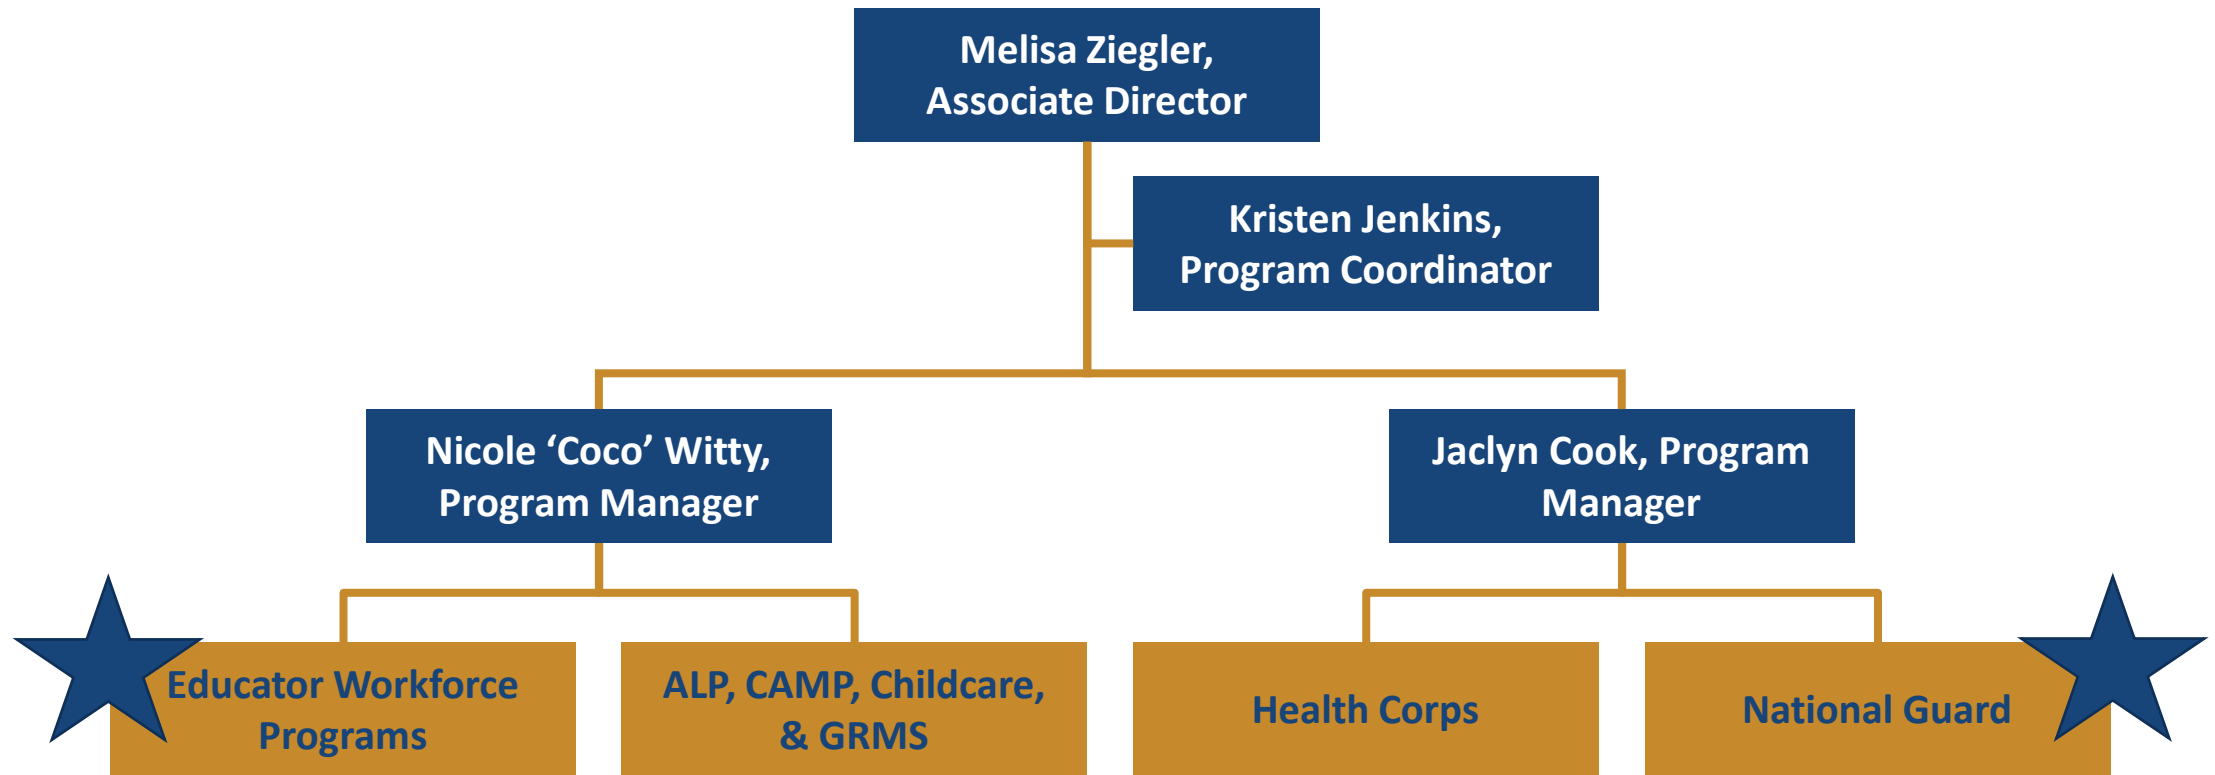 Melisa Ziegler,
Associate Director
Kristen Jenkins,
Program Coordinator
Nicole ‘Coco’ Witty,
Program Manager
Jaclyn Cook, Program
Manager
Educator Workforce
Programs
ALP, CAMP, Childcare,
& GRMS
Health Corps
National Guard